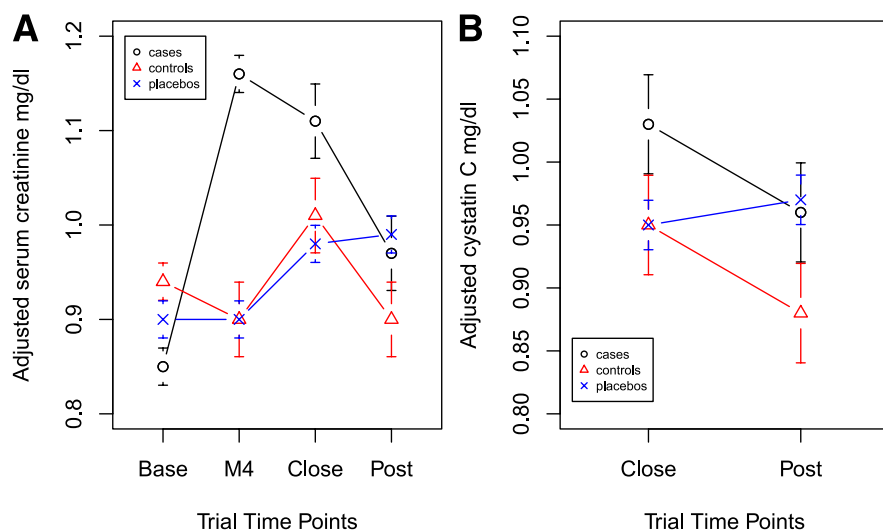 A
Adjusted serum creatinine mg/dl
1.2
1.1
1.0
0.9
0.8
cases
controls
placebos
Base M4 Close Post
Trial Time Points
B
Adjusted cystatin C mg/dl
1.10
1.05
1.00
0.95
0.90
0.85
0.80
cases
controls
placebos
Close Post
Trial Time Points